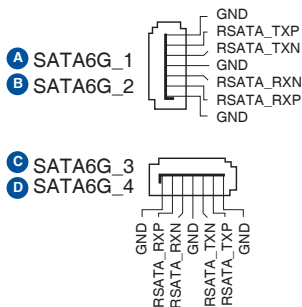 GND
RSATA_TXP
RSATA_TXN
GND
RSATA_RXN
RSATA_RXP
GND
A SATA6G_1
B SATA6G_2
C SATA6G_3
D SATA6G_4
GND
RSATA_RXP
RSATA_RXN
GND
RSATA_TXN
RSATA_TXP
GND